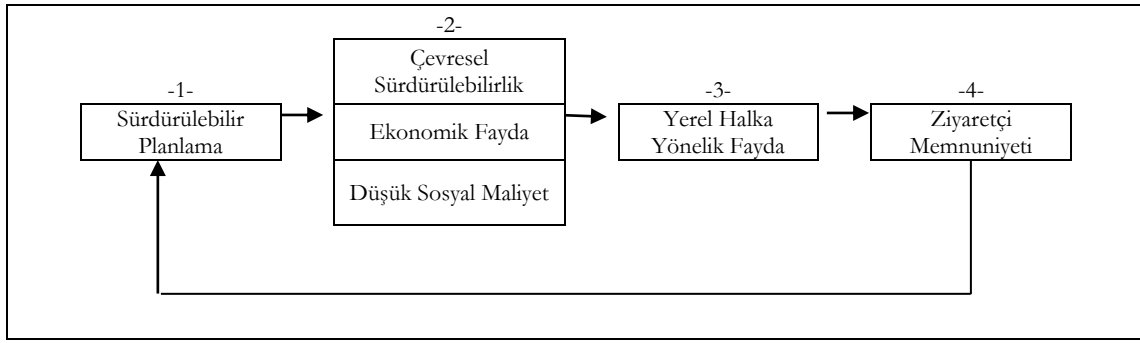 -1-
Sürdürülebilir
Planlama
-2-
Çevresel
Sürdürülebilirlik
Ekonomik Fayda
Düşük Sosyal Maliyet
-3-
Yerel Halka
Yönelik Fayda
-4-
Ziyaretçi
Memnuniyeti